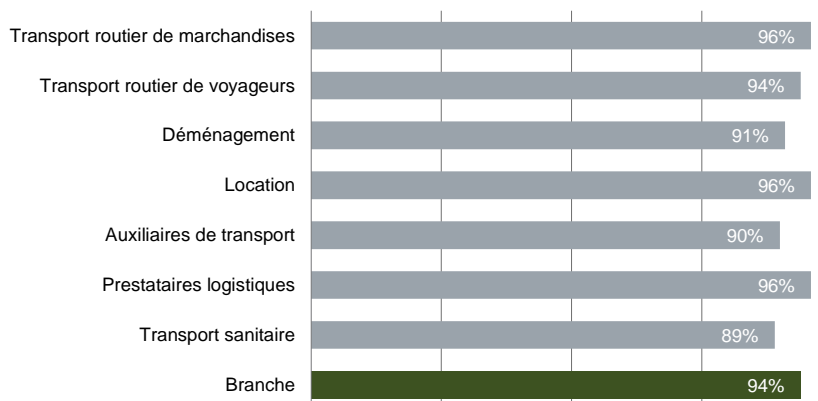 Transport routier de marchandises 96%
Transport routier de voyageurs 94%
Déménagement 91%
Location 96%
Auxiliaires de transport 90%
Prestataires logistiques 96%
Transport sanitaire 89%
Branche 94%